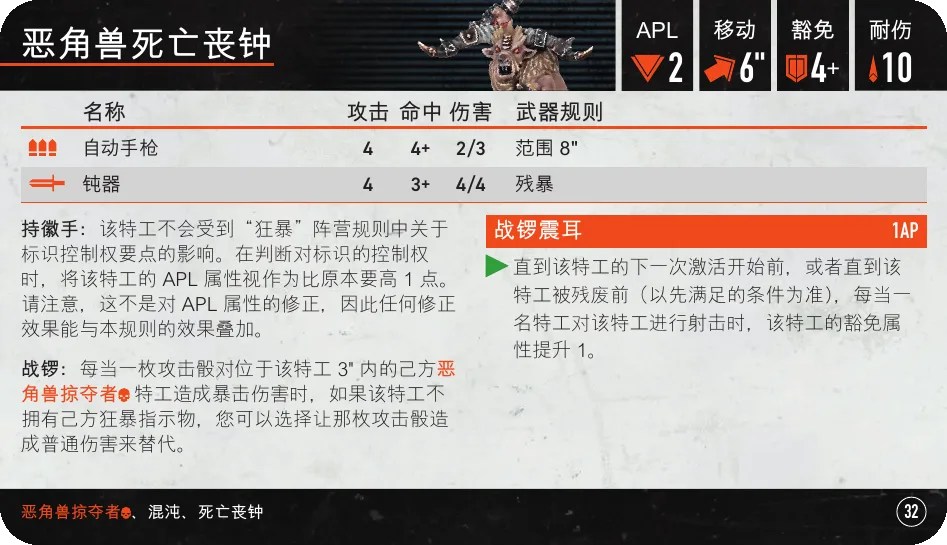 恶角兽死亡丧钟
APL 移动 豁免 耐伤
2 6" 4+ 10
名称 攻击 命中 伤害 武器规则
自动手枪 4 4+ 2/3 范围 8"
钝器 4 3+ 4/4 残暴
持徽手：该特工不会受到“狂暴”阵营规则中关于
标识控制权要点的影响。在判断对标识的控制权
时，将该特工的 APL 属性视作为比原本要高 1 点。
请注意，这不是对 APL 属性的修正，因此任何修正
效果能与本规则的效果叠加。
战锣：每当一枚攻击骰对位于该特工 3" 内的己方恶
角兽掠夺者特工造成暴击伤害时，如果该特工不
拥有己方狂暴指示物，您可以选择让那枚攻击骰造
成普通伤害来替代。
战锣震耳 1AP
直到该特工的下一次激活开始前，或者直到该
特工被残废前（以先满足的条件为准），每当一
名特工对该特工进行射击时，该特工的豁免属
性提升 1。
恶角兽掠夺者、混沌、死亡丧钟
32